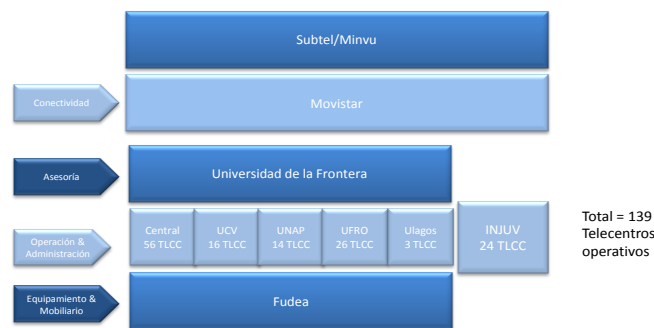 Subtel/Minvu
Conectividad
Movistar
Asesoría
Universidad de la Frontera
Operación &
Administración
Central
56 TLCC
UCV
16 TLCC
UNAP
14 TLCC
UFRO
26 TLCC
Ulagos
3 TLCC
INJUV
24 TLCC
Total = 139
Telecentros
operativos
Equipamiento &
Mobiliario
Fudea